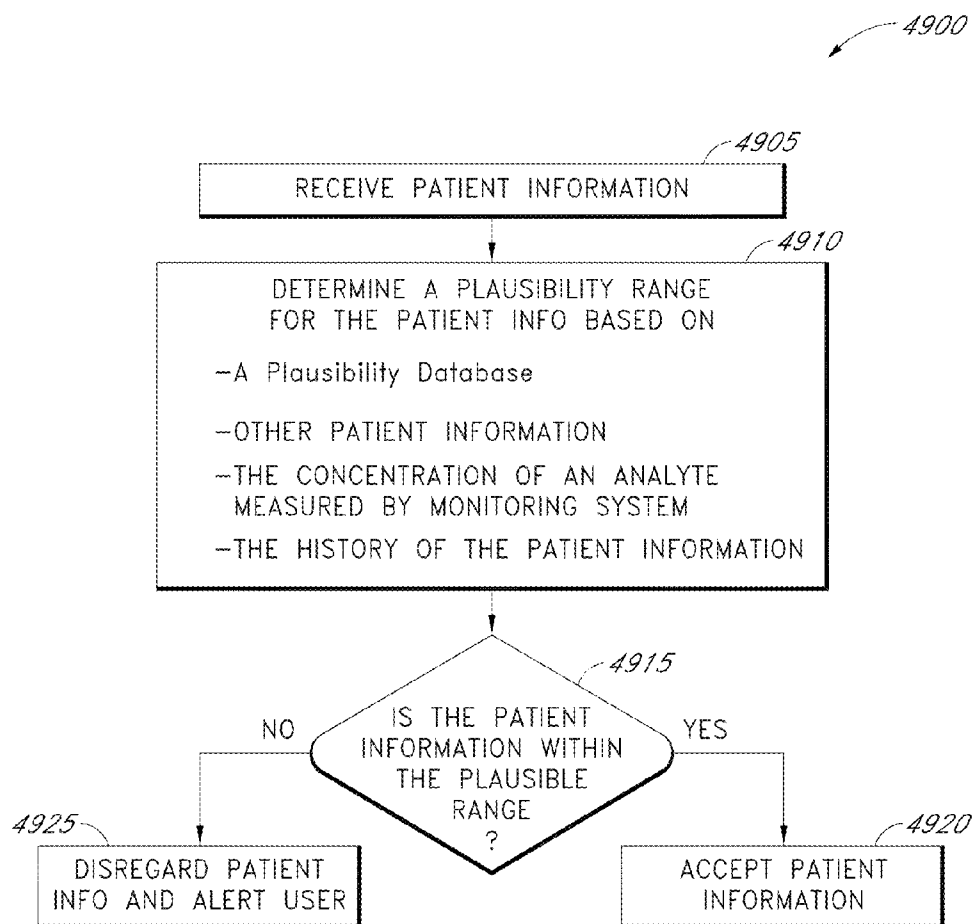 4900
4905
RECEIVE PATIENT INFORMATION
4910
DETERMINE A PLAUSIBILITY RANGE
FOR THE PATIENT INFO BASED ON
-A Plausibility Database
-OTHER PATIENT INFORMATION
-THE CONCENTRATION OF AN ANALYTE
MEASURED BY MONITORING SYSTEM
-THE HISTORY OF THE PATIENT INFORMATION
4915
IS THE PATIENT
INFORMATION WITHIN
THE PLAUSIBLE
RANGE
?
NO
YES
4925
DISREGARD PATIENT
INFO AND ALERT USER
4920
ACCEPT PATIENT
INFORMATION